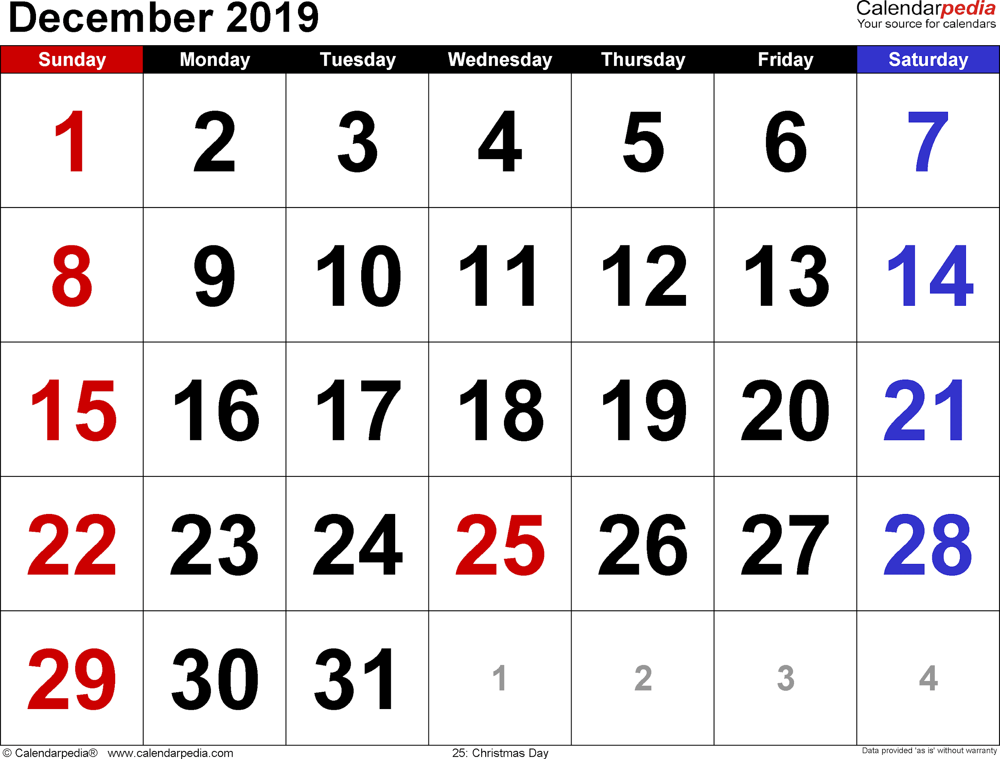 December 2019
Calendarpedia
Your source for calendars
Sunday Monday Tuesday Wednesday Thursday Friday Saturday
1 2 3 4 5 6 7
8 9 10 11 12 13 14
15 16 17 18 19 20 21
22 23 24 25 26 27 28
29 30 31 1 2 3 4
© Calendarpedia® www.calendarpedia.com 25: Christmas Day Data provided 'as is' without warranty